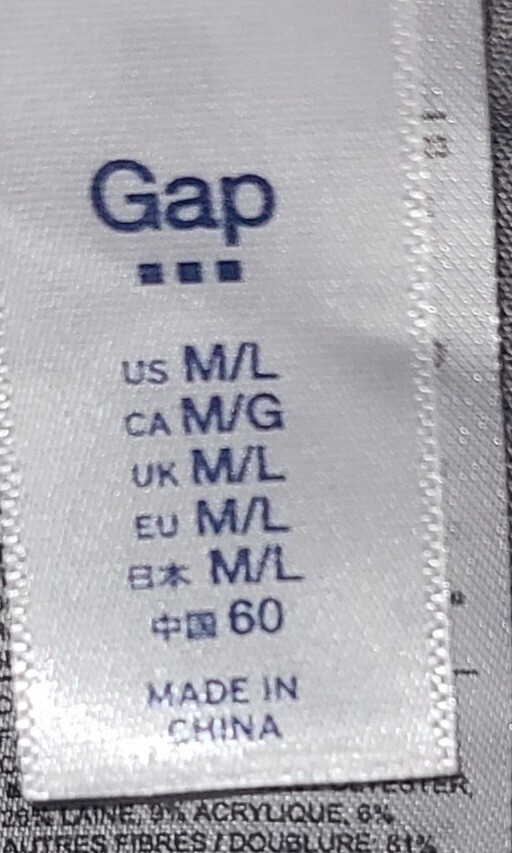 Gap
US M/L
CA M/G
UK M/L
EU M/L
日本 M/L
中国 60
MADE IN
CHINA
LAINE, 9% ACRYLIQUE, 6%
AUTRES FIBRES / DOUBLURE: 81%